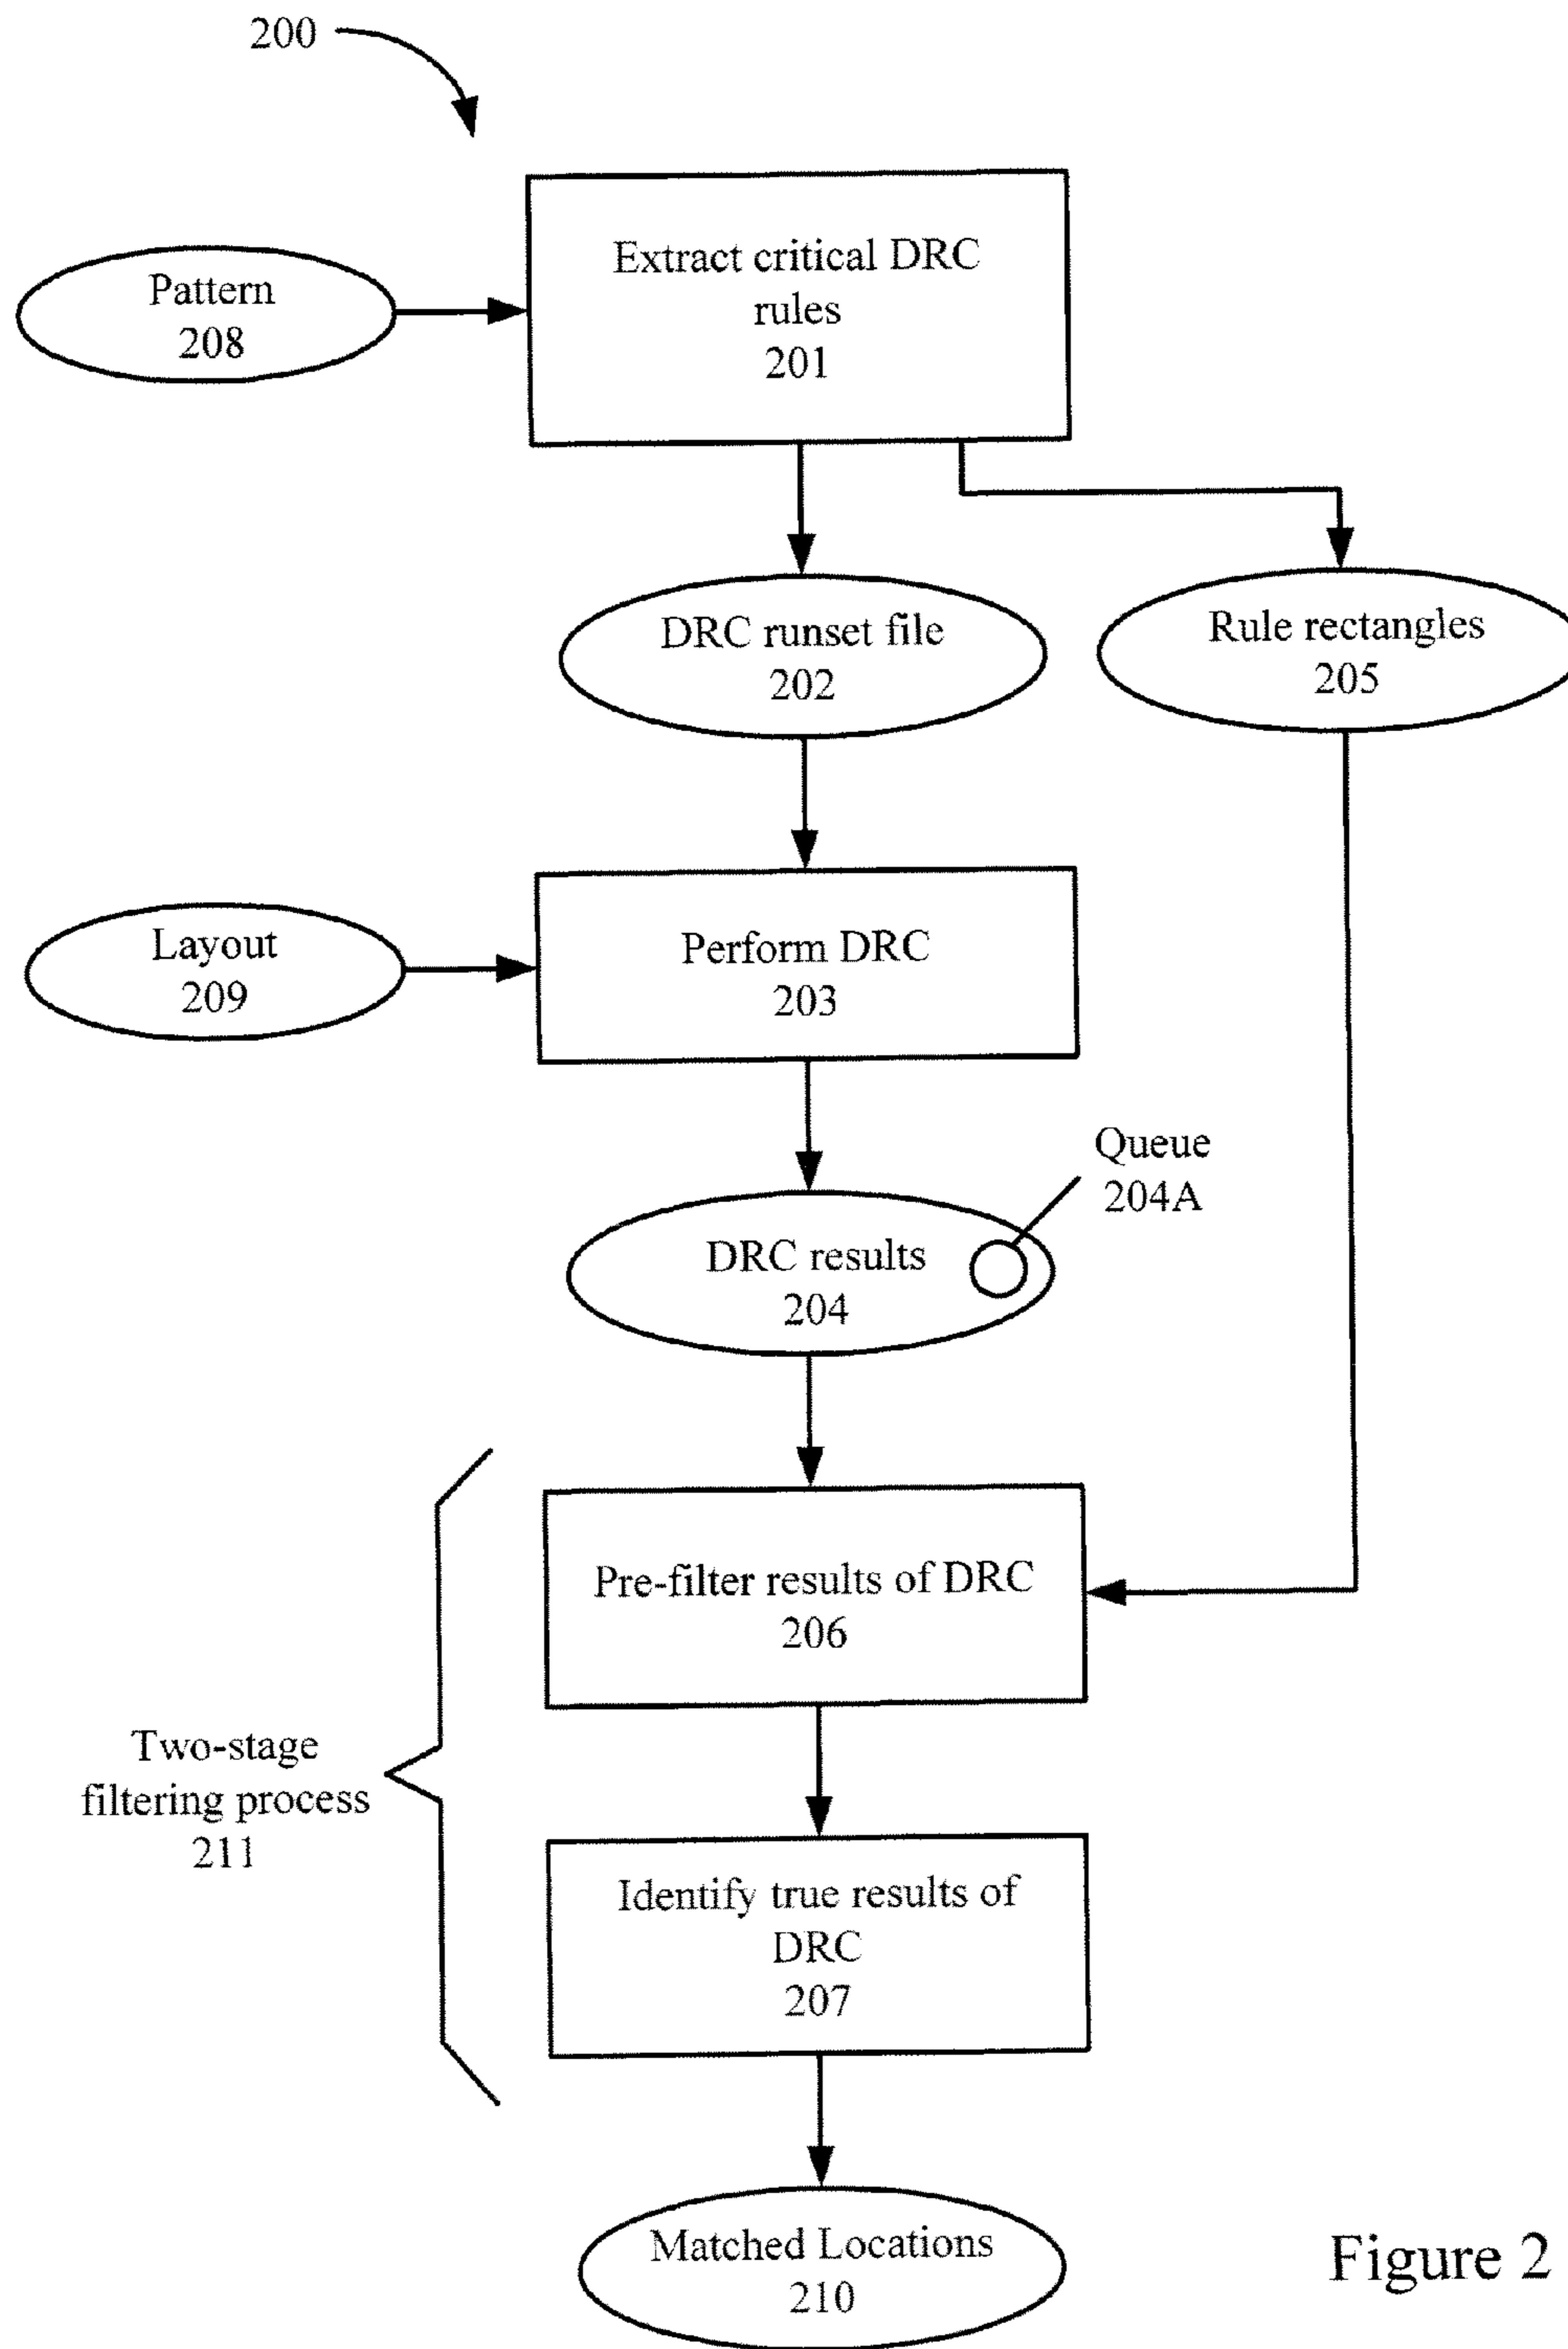 200
Extract critical DRC
rules
201
Pattern
208
DRC runset file
202
Rule rectangles
205
Layout
209
Perform DRC
203
Queue
204A
DRC results
204
Pre-filter results of DRC
206
Two-stage
filtering process
211
Identify true results of
DRC
207
Matched Locations
210
Figure 2